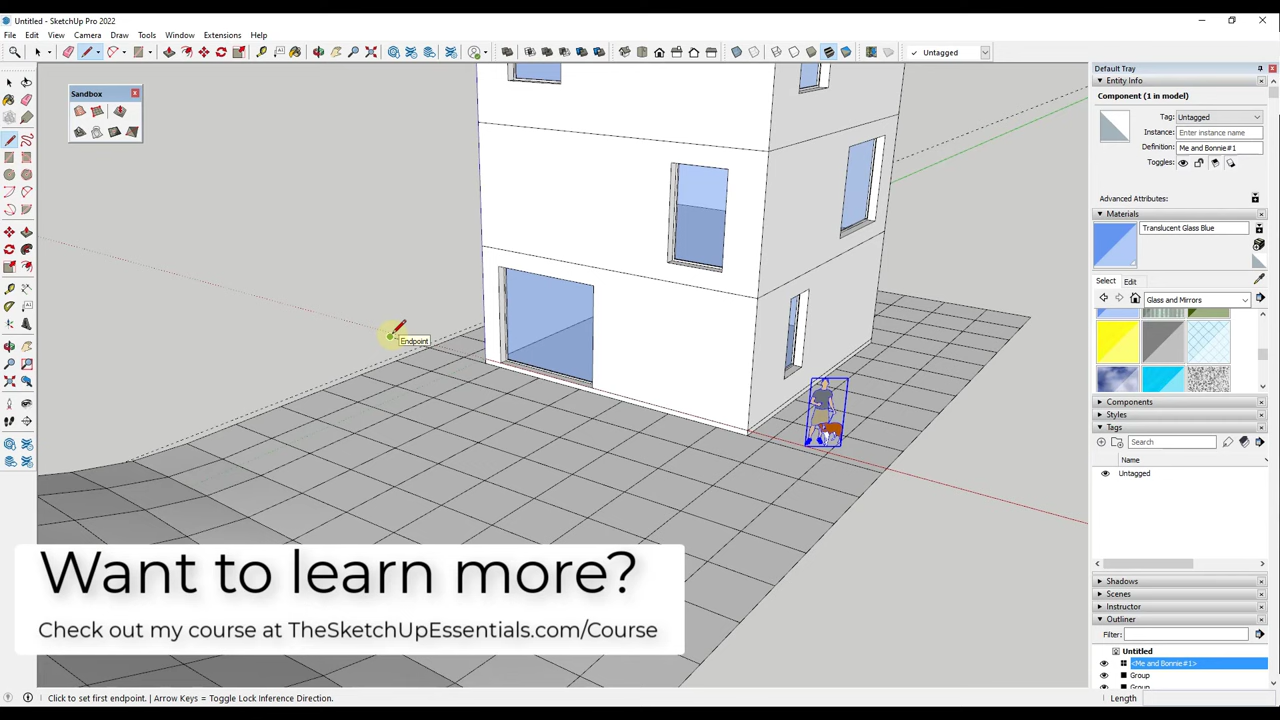 Untitled - SketchUp Pro 2022
File Edit View Camera Draw Tools Window Extensions Help
Untagged
Sandbox
Endpoint
Default Tray
Entity Info
Component (1 in model)
Tag: Untagged
Instance: Enter instance name
Definition: Me and Bonnie#1
Toggles:
Advanced Attributes:
Materials
Translucent Glass Blue
Select Edit
Glass and Mirrors
Components
Styles
Tags
Search
Name
Untagged
Shadows
Scenes
Instructor
Outliner
Filter:
Untitled
<Me and Bonnie#1>
Group
Group
Want to learn more?
Check out my course at TheSketchUpEssentials.com/Course
Click to set first endpoint. | Arrow Keys = Toggle Lock Inference Direction.
Length